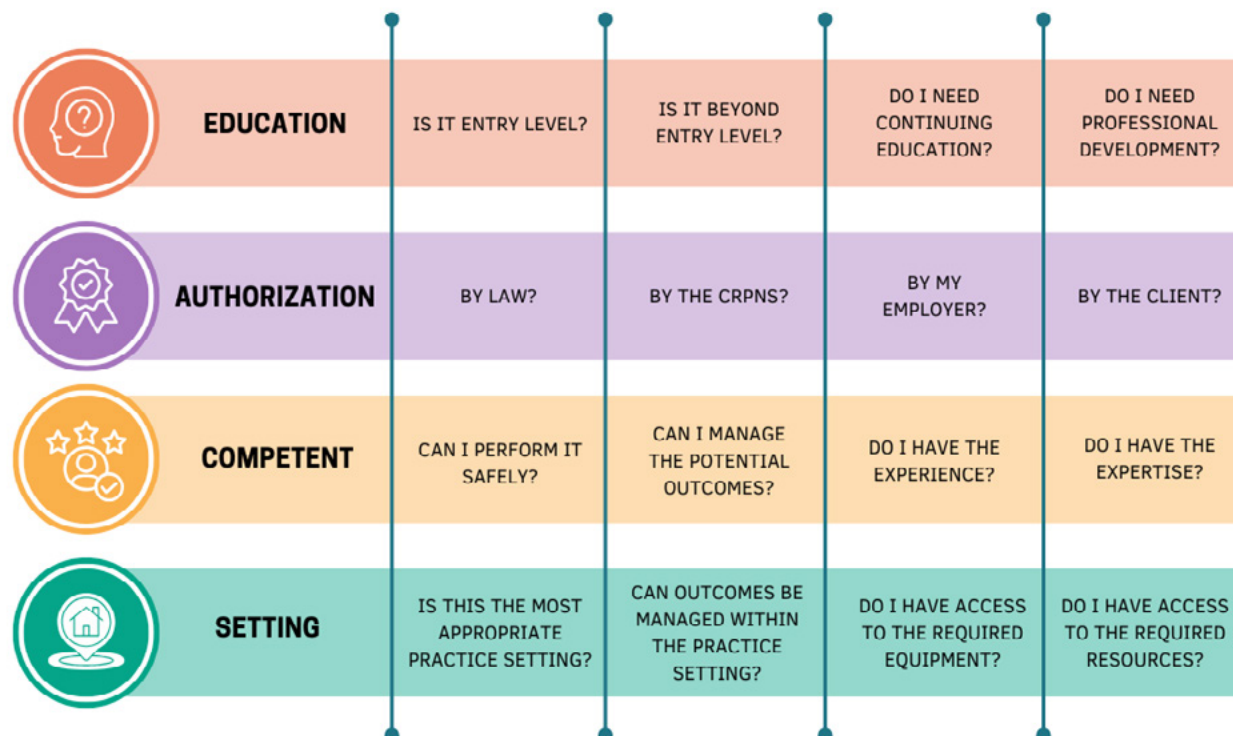 EDUCATION
IS IT ENTRY LEVEL?
IS IT BEYOND
ENTRY LEVEL?
DO I NEED
CONTINUING
EDUCATION?
DO I NEED
PROFESSIONAL
DEVELOPMENT?
AUTHORIZATION
BY LAW?
BY THE CRPNS?
BY MY
EMPLOYER?
BY THE CLIENT?
COMPETENT
CAN I PERFORM IT
SAFELY?
CAN I MANAGE
THE POTENTIAL
OUTCOMES?
DO I HAVE THE
EXPERIENCE?
DO I HAVE THE
EXPERTISE?
SETTING
IS THIS THE MOST
APPROPRIATE
PRACTICE SETTING?
CAN OUTCOMES BE
MANAGED WITHIN
THE PRACTICE
SETTING?
DO I HAVE ACCESS
TO THE REQUIRED
EQUIPMENT?
DO I HAVE ACCESS
TO THE REQUIRED
RESOURCES?